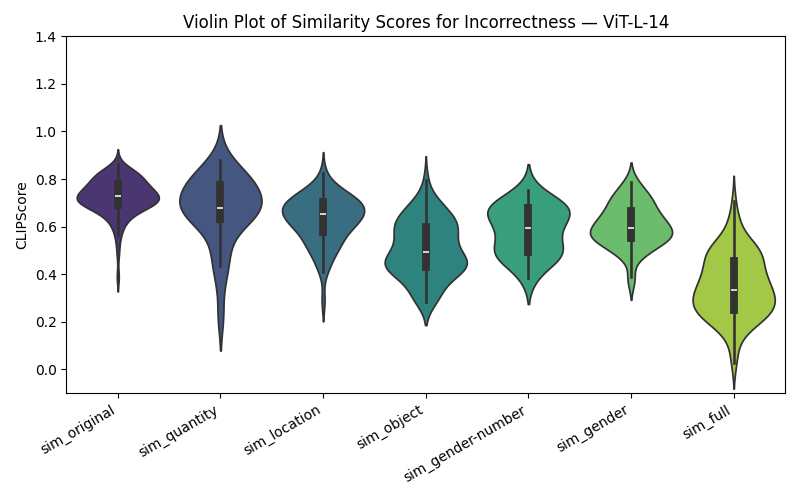 Violin Plot of Similarity Scores for Incorrectness — ViT-L-14
1.4
1.2
1.0
0.8
0.6
0.4
0.2
0.0
CLIPScore
sim_original
sim_quantity
sim_location
sim_object
sim_gender-number
sim_gender
sim_full